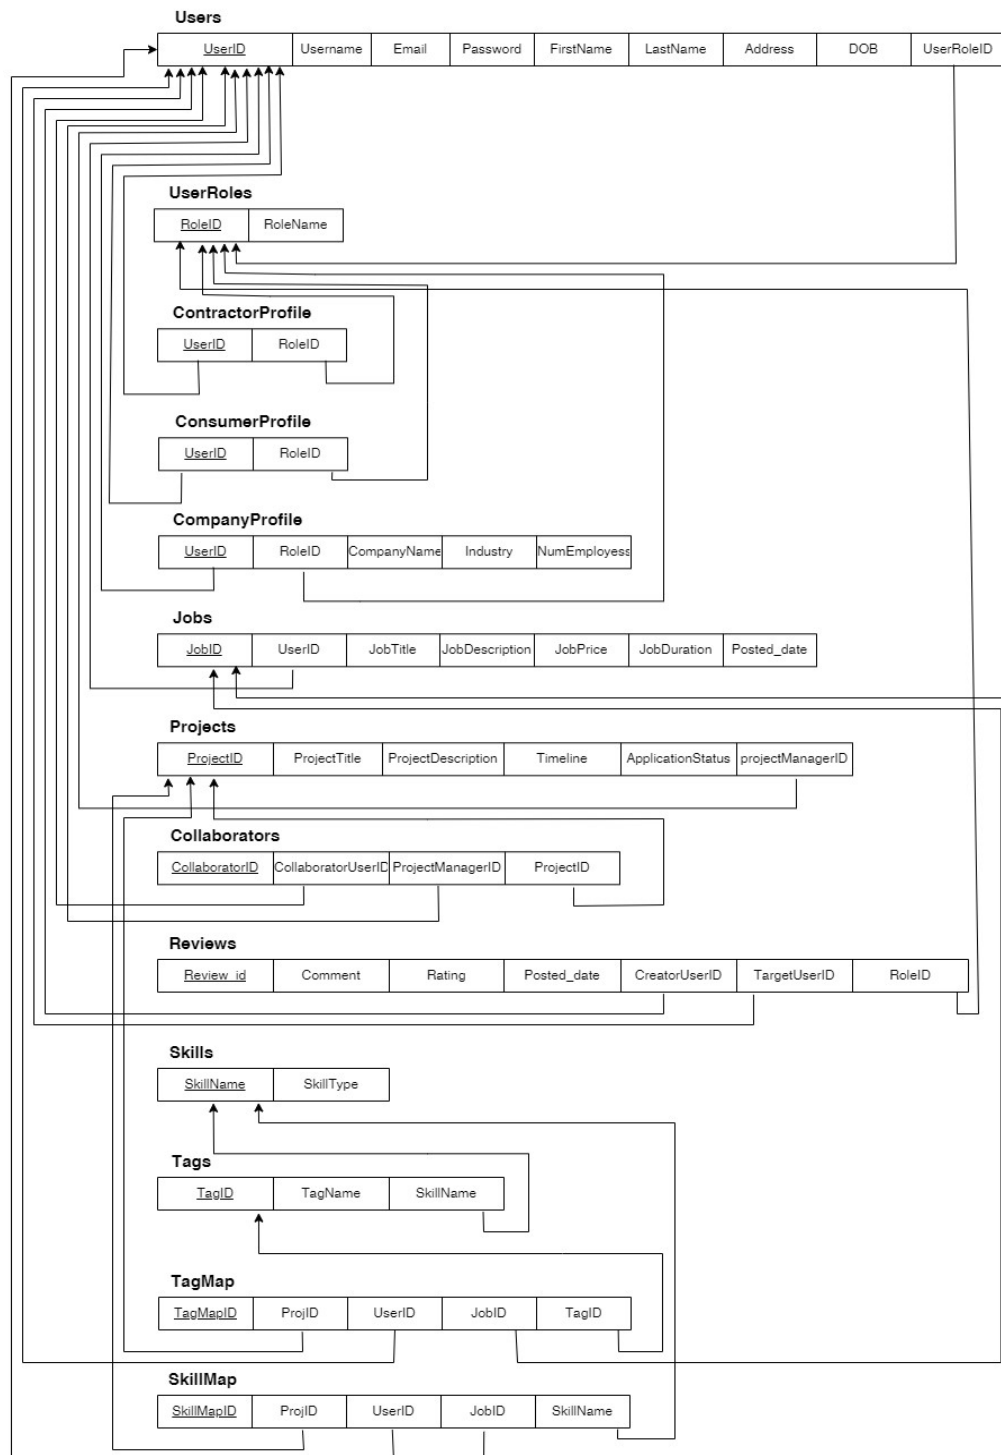 Users
UserID Username Email Password FirstName LastName Address DOB UserRoleID
UserRoles
RoleID RoleName
ContractorProfile
UserID RoleID
ConsumerProfile
UserID RoleID
CompanyProfile
UserID RoleID CompanyName Industry NumEmployess
Jobs
JobID UserID JobTitle JobDescription JobPrice JobDuration Posted_date
Projects
ProjectID ProjectTitle ProjectDescription Timeline ApplicationStatus projectManagerID
Collaborators
CollaboratorID CollaboratorUserID ProjectManagerID ProjectID
Reviews
Review_id Comment Rating Posted_date CreatorUserID TargetUserID RoleID
Skills
SkillName SkillType
Tags
TagID TagName SkillName
TagMap
TagMapID ProjID UserID JobID TagID
SkillMap
SkillMapID ProjID UserID JobID SkillName